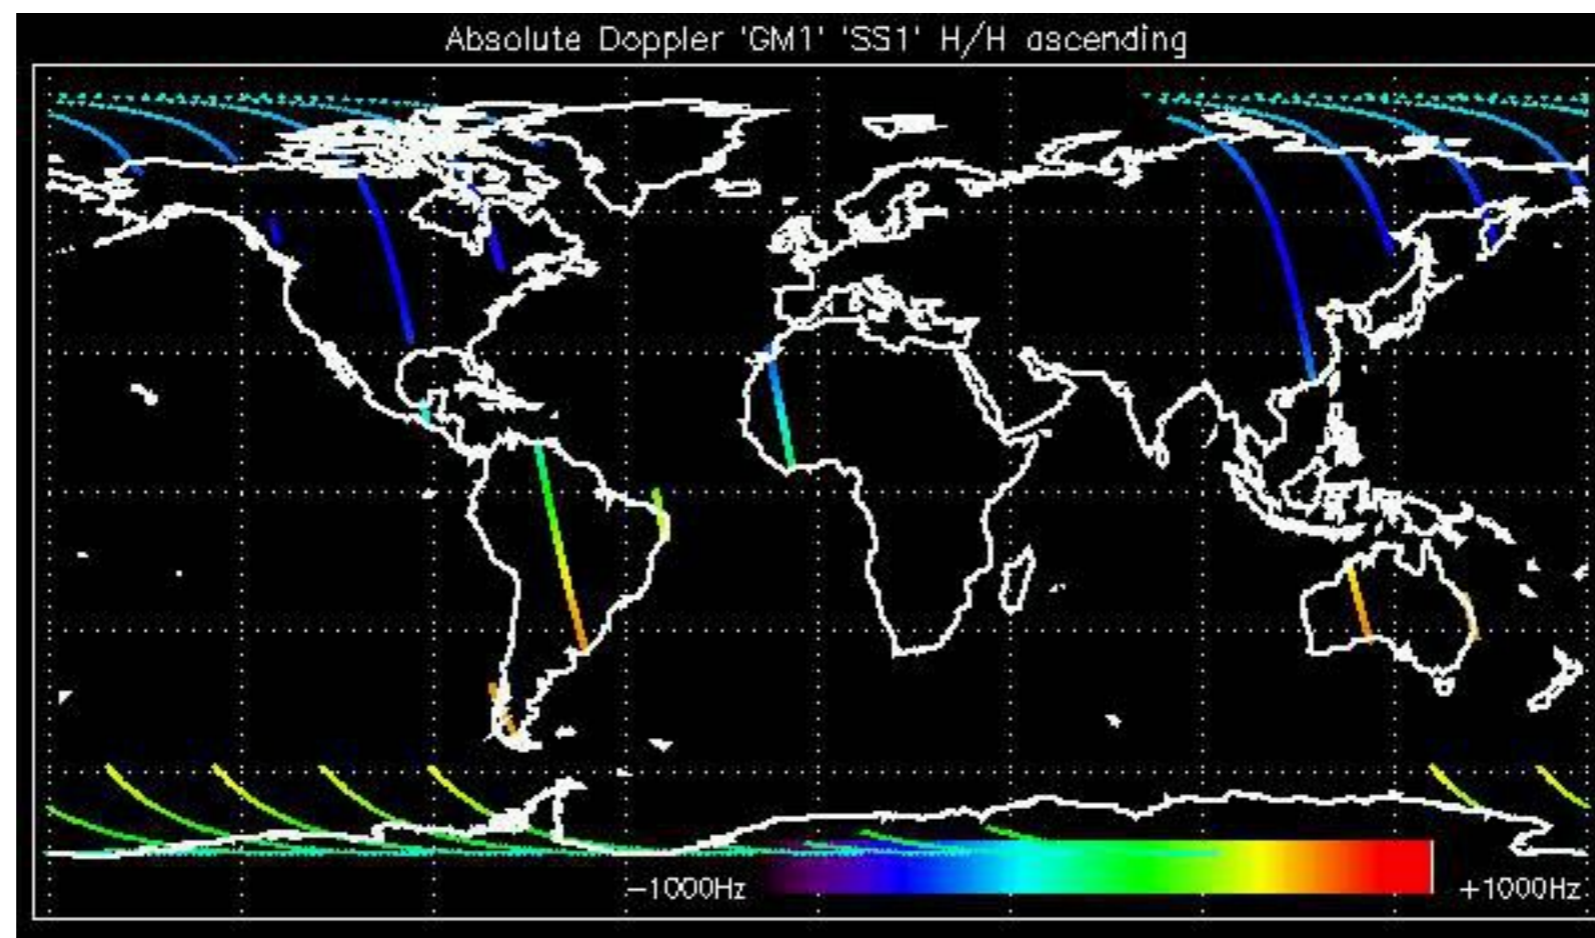 Absolute Doppler 'GM1' 'SS1' H/H ascending
−1000Hz
+1000Hz